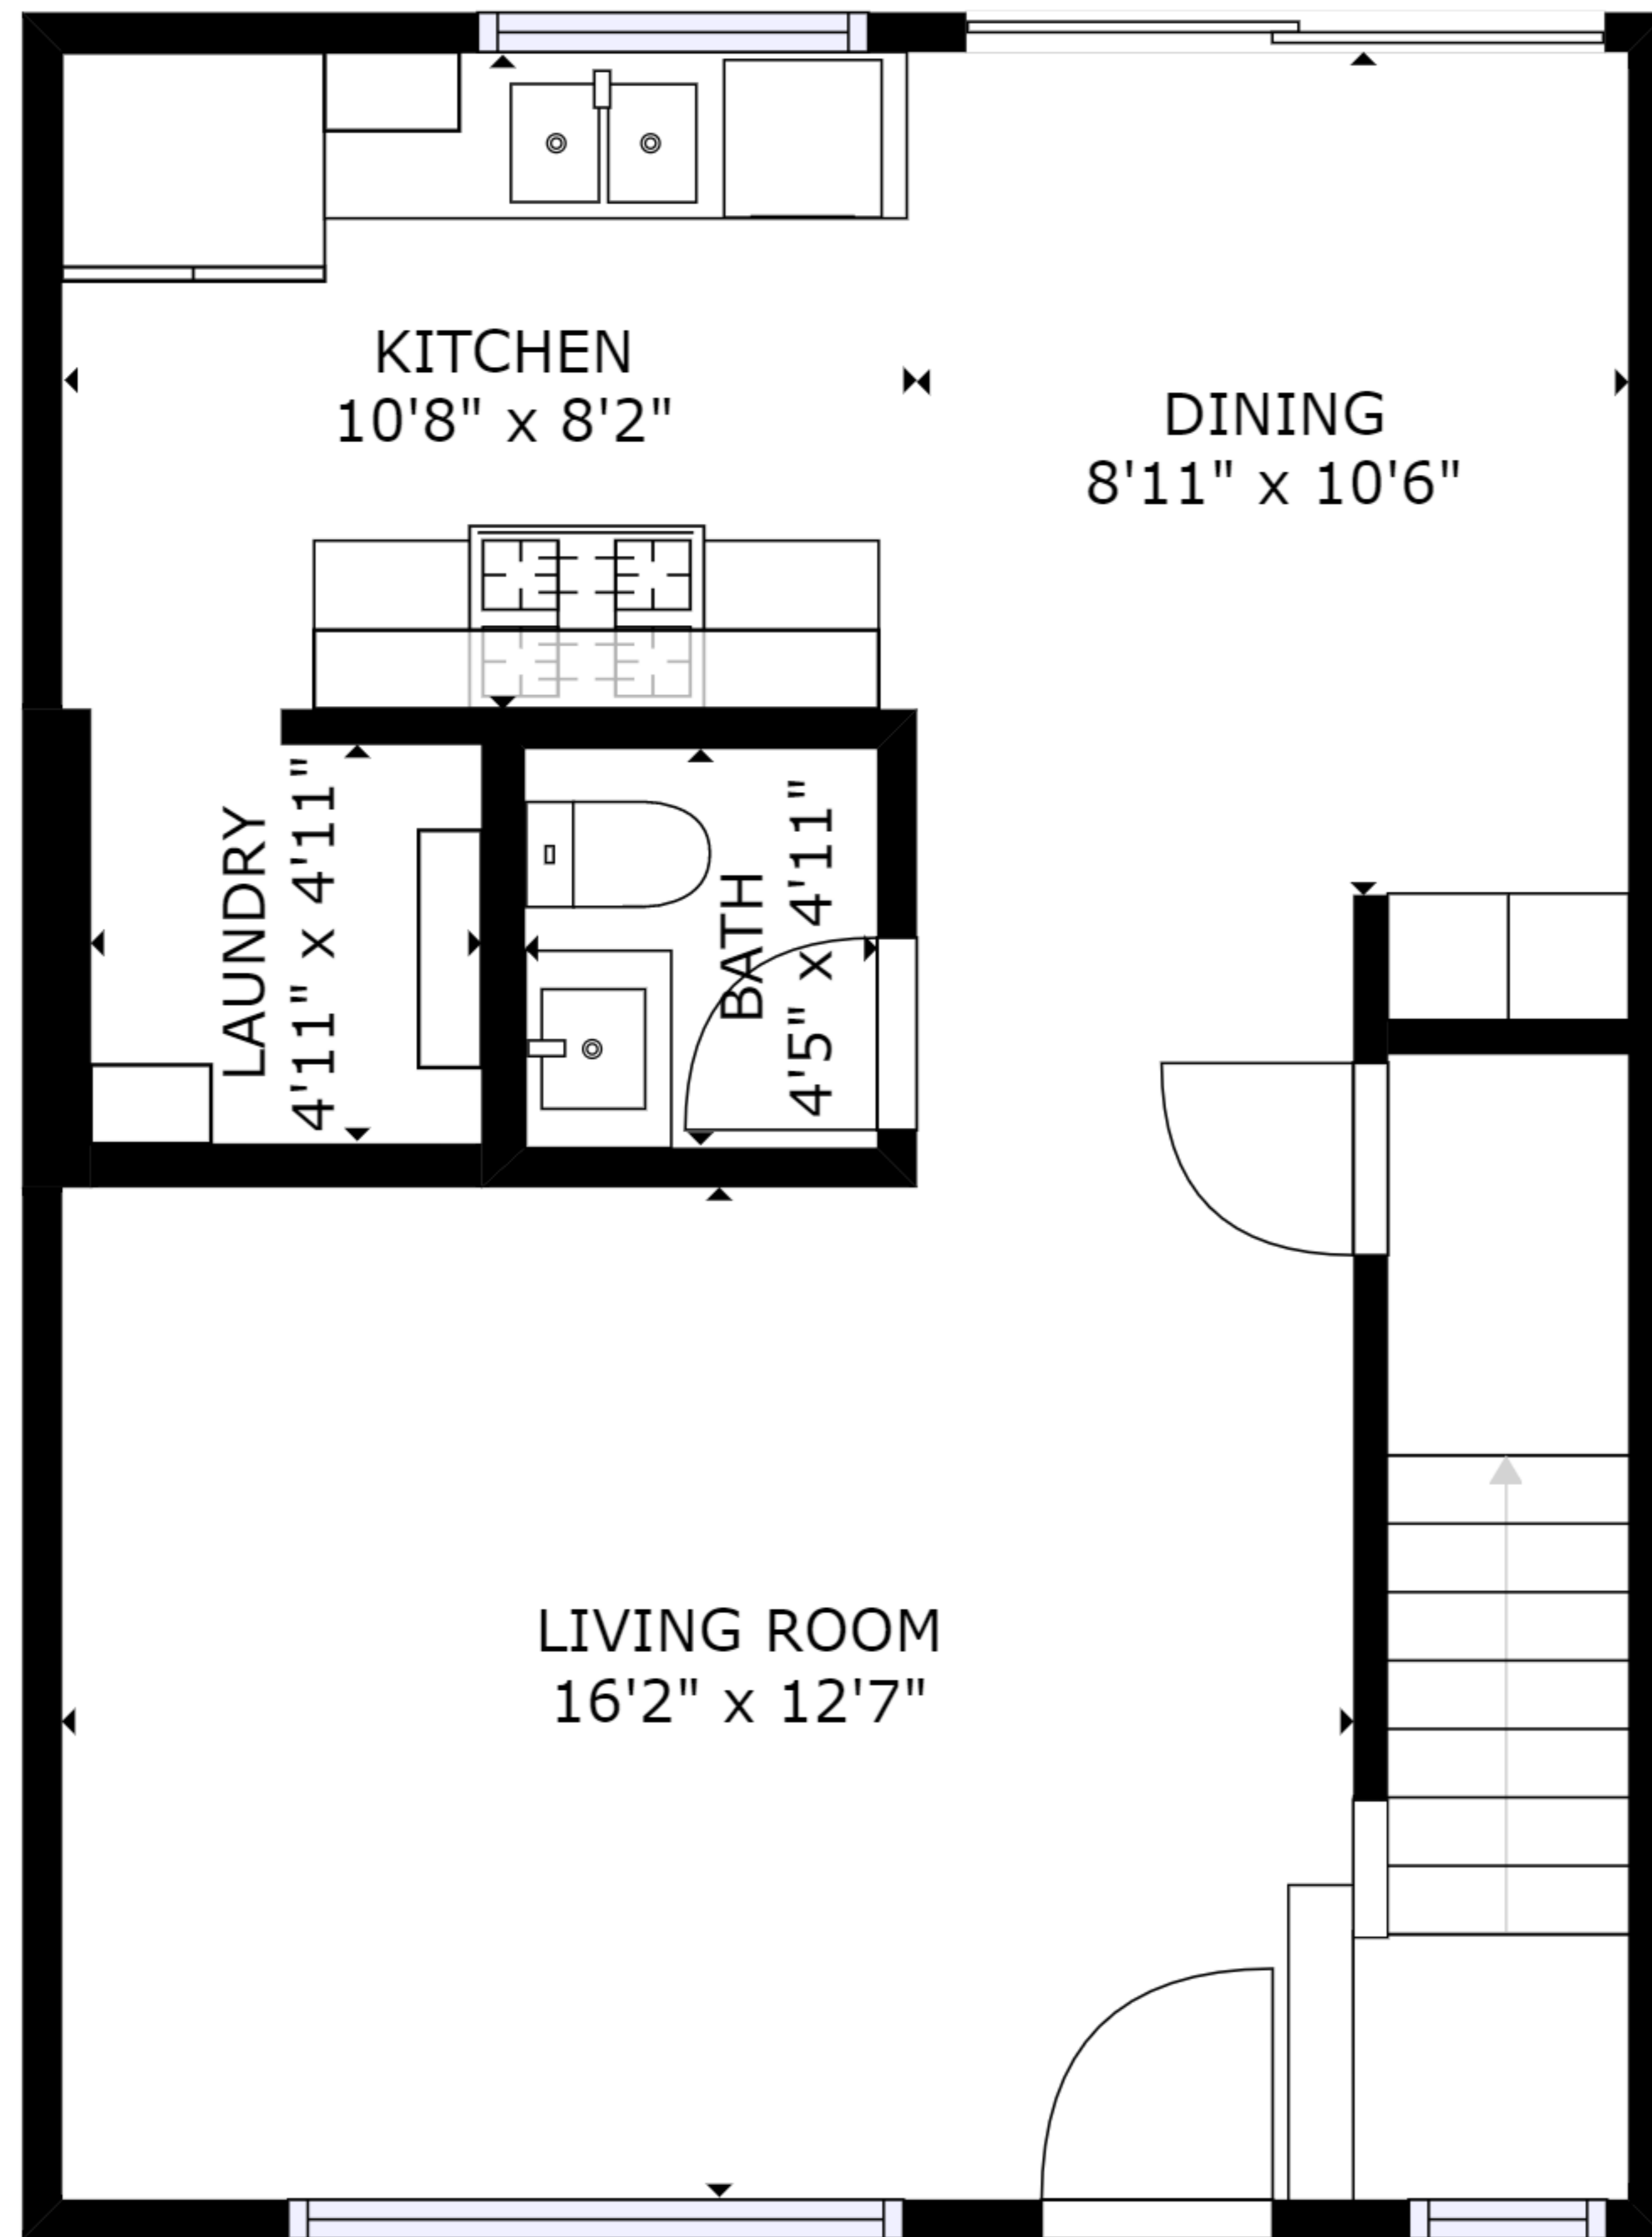 KITCHEN
10'8" x 8'2"
DINING
8'11" x 10'6"
LAUNDRY
4'11" x 4'11"
BATH
4'5" x 4'11"
LIVING ROOM
16'2" x 12'7"